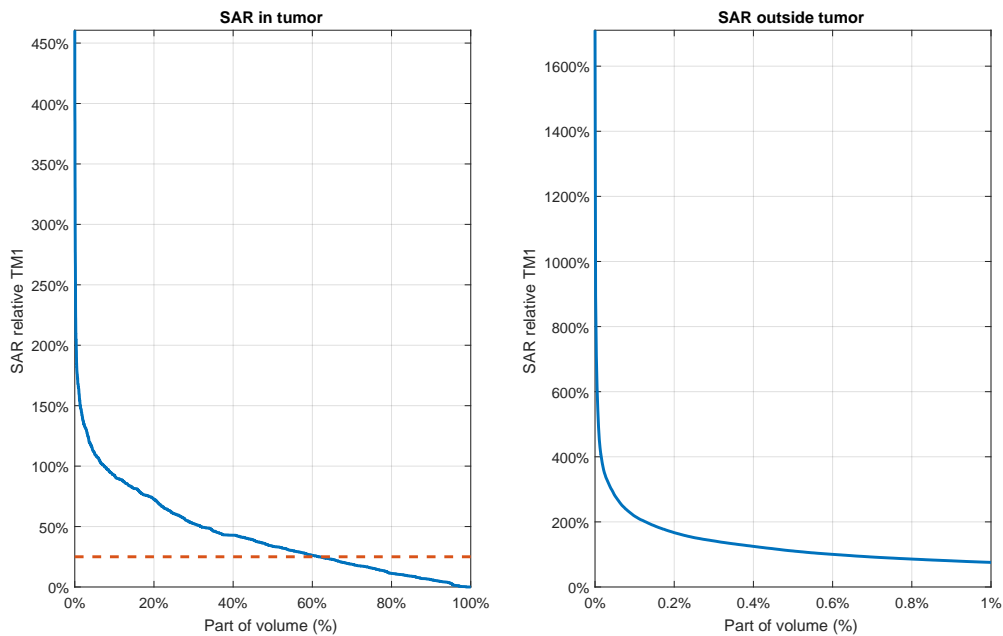 SAR in tumor
450%
400%
350%
300%
250%
200%
150%
100%
50%
0%
SAR relative TM1
0% 20% 40% 60% 80% 100%
Part of volume (%)
SAR outside tumor
1600%
1400%
1200%
1000%
800%
600%
400%
200%
0%
SAR relative TM1
0% 0.2% 0.4% 0.6% 0.8% 1%
Part of volume (%)